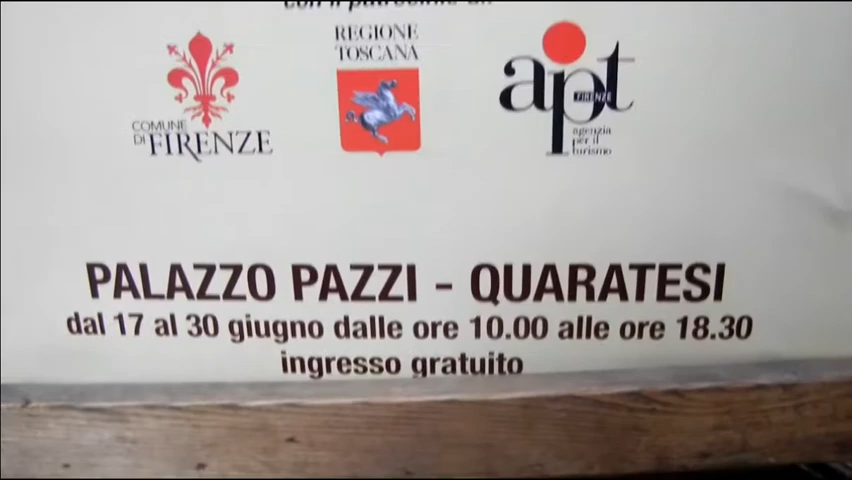 con il patrocinio di
COMUNE
DI FIRENZE
REGIONE
TOSCANA
apt
FIRENZE
agenzia
per il
turismo
PALAZZO PAZZI - QUARATESI
dal 17 al 30 giugno dalle ore 10.00 alle ore 18.30
ingresso gratuito